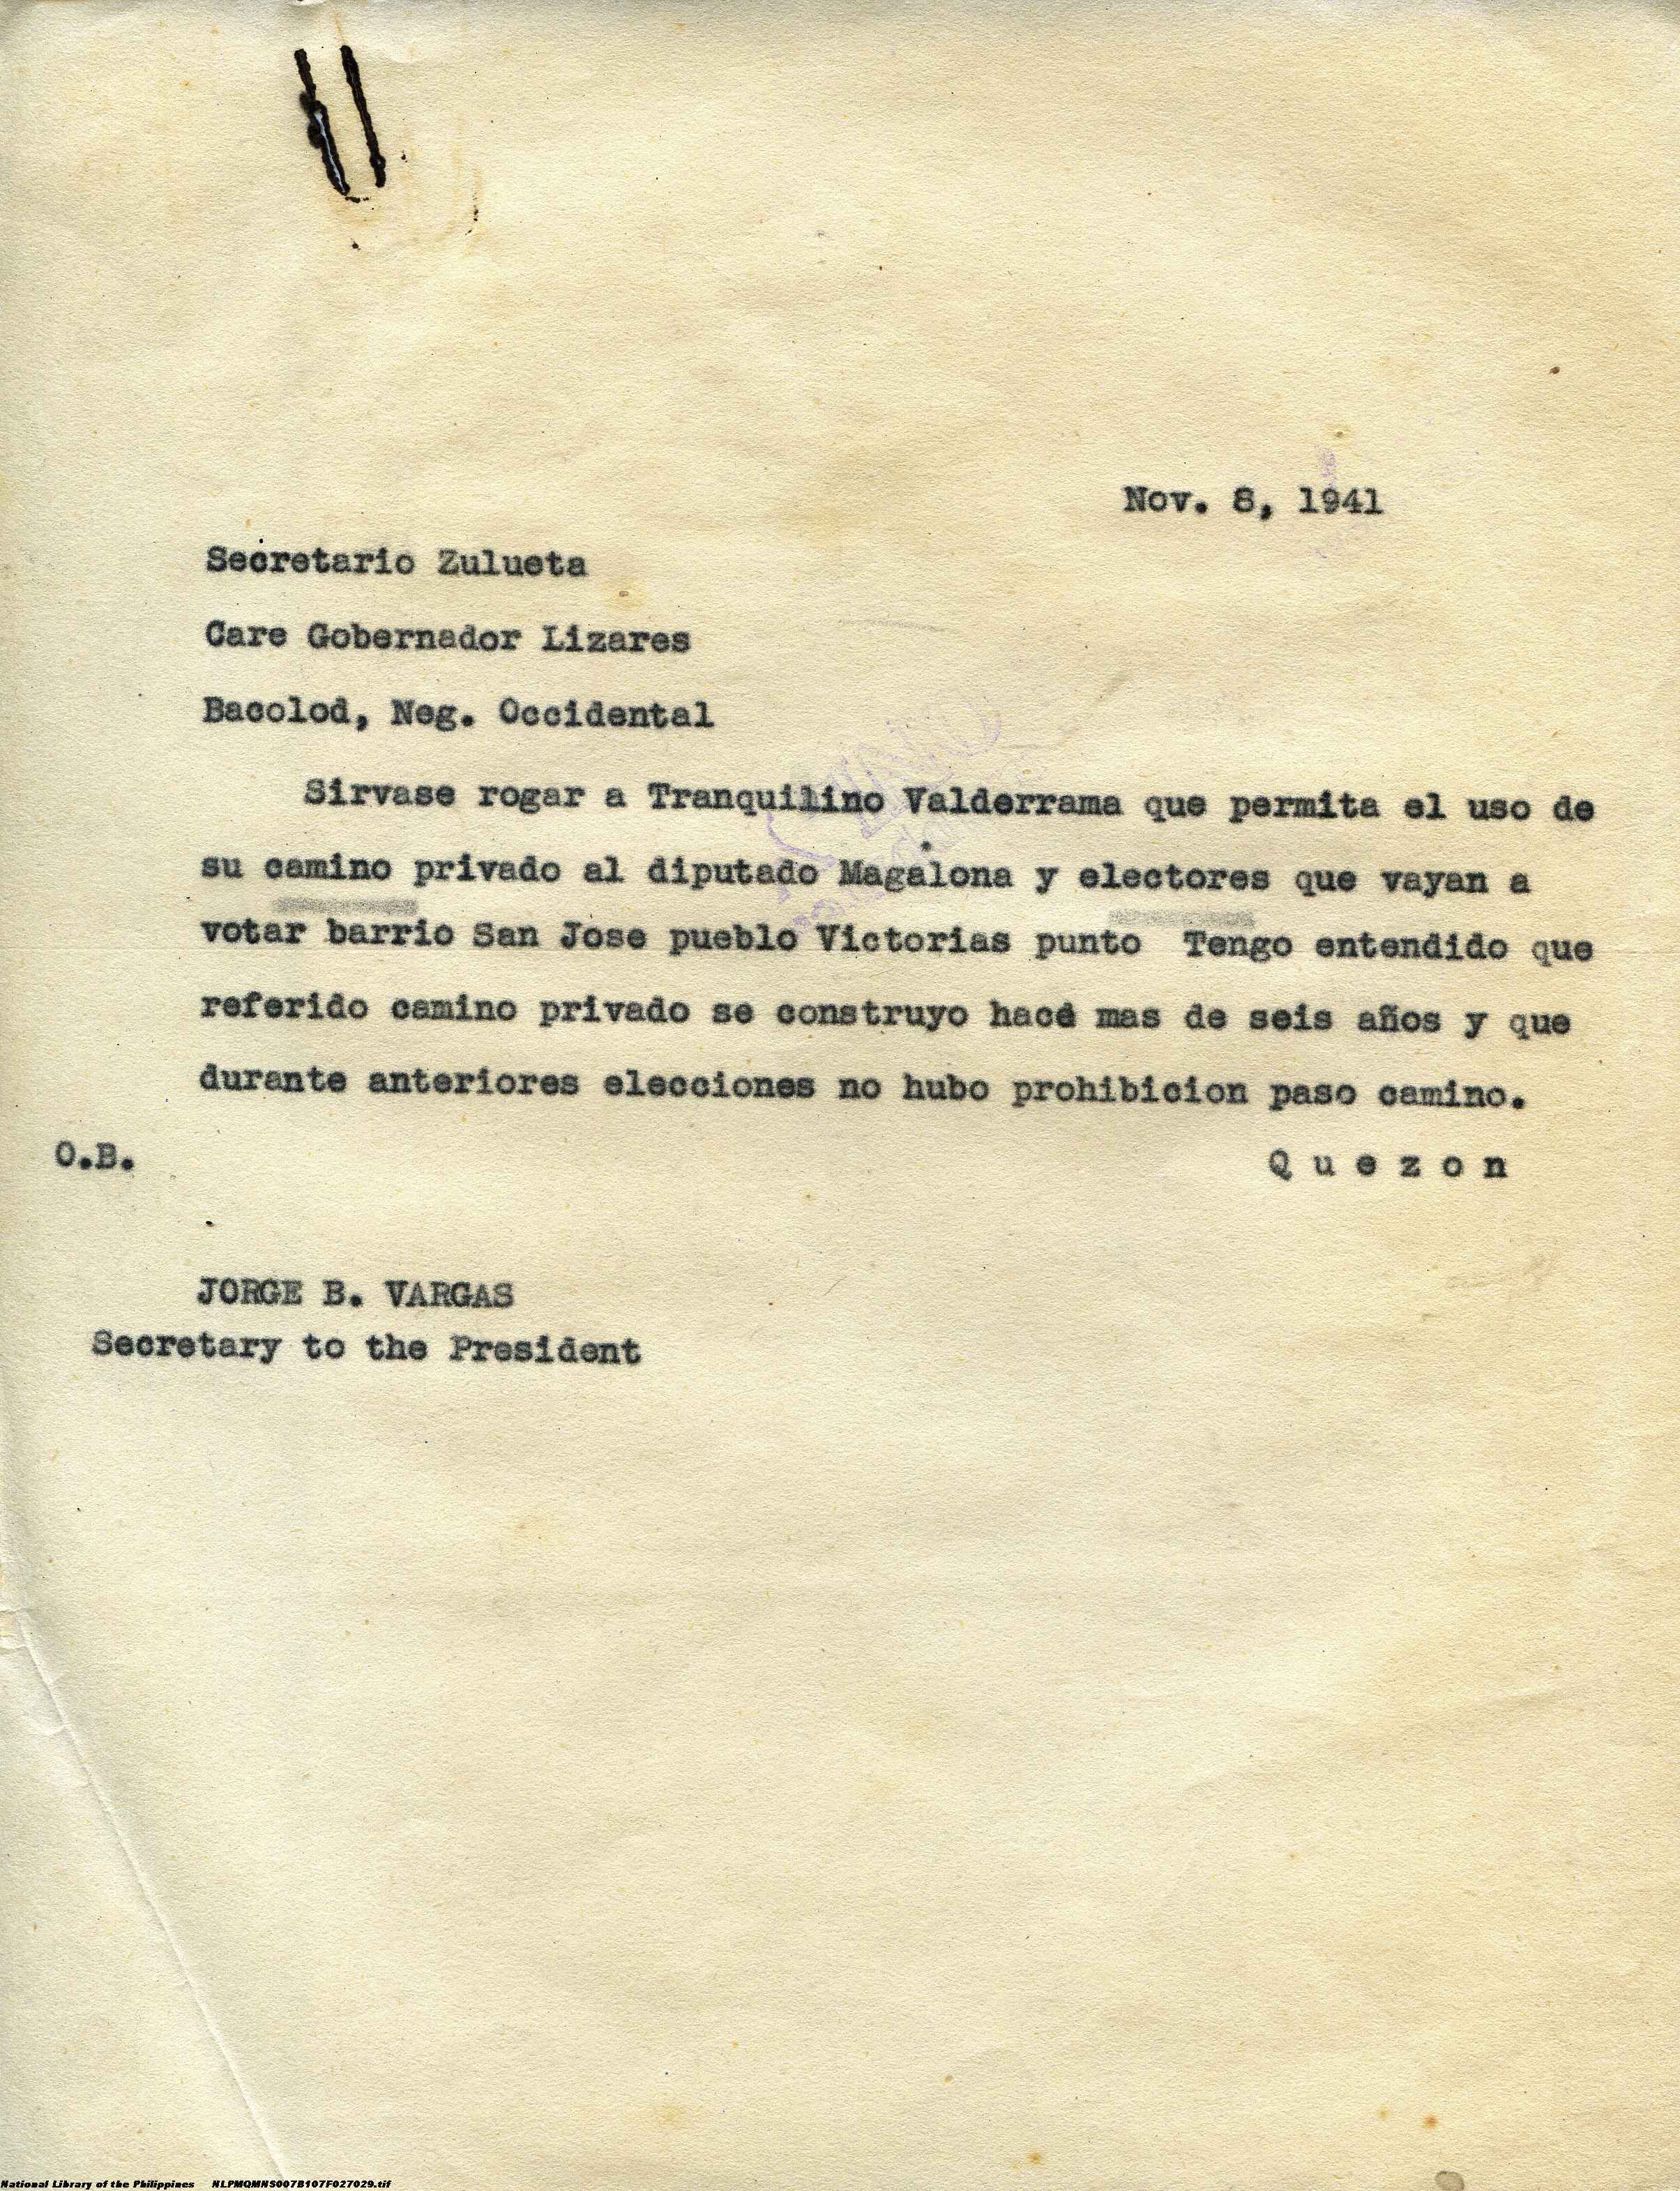 Nov. 8, 1941
Secretario Zulueta
Care Gobernador Lizares
Bacolod, Neg. Occidental
Sirvase rogar a Tranquilino Valderrama que permita el uso de
su camino privado al diputado Magalona y electores que vayan a
votar barrio San Jose pueblo Victorias punto Tengo entendido que
referido camino privado se construyo hace mas de seis años y que
durante anteriores elecciones no hubo prohibicion paso camino.
O.B. Quezon
JORGE B. VARGAS
Secretary to the President
National Library of the Philippines NLPMQMNS007B107F027029.tif